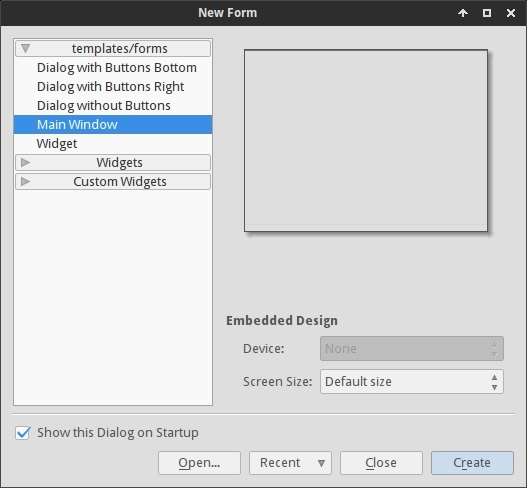 New Form
templates/forms
Dialog with Buttons Bottom
Dialog with Buttons Right
Dialog without Buttons
Main Window
Widget
Widgets
Custom Widgets
Embedded Design
Device: None
Screen Size: Default size
Show this Dialog on Startup
Open... Recent Close Create